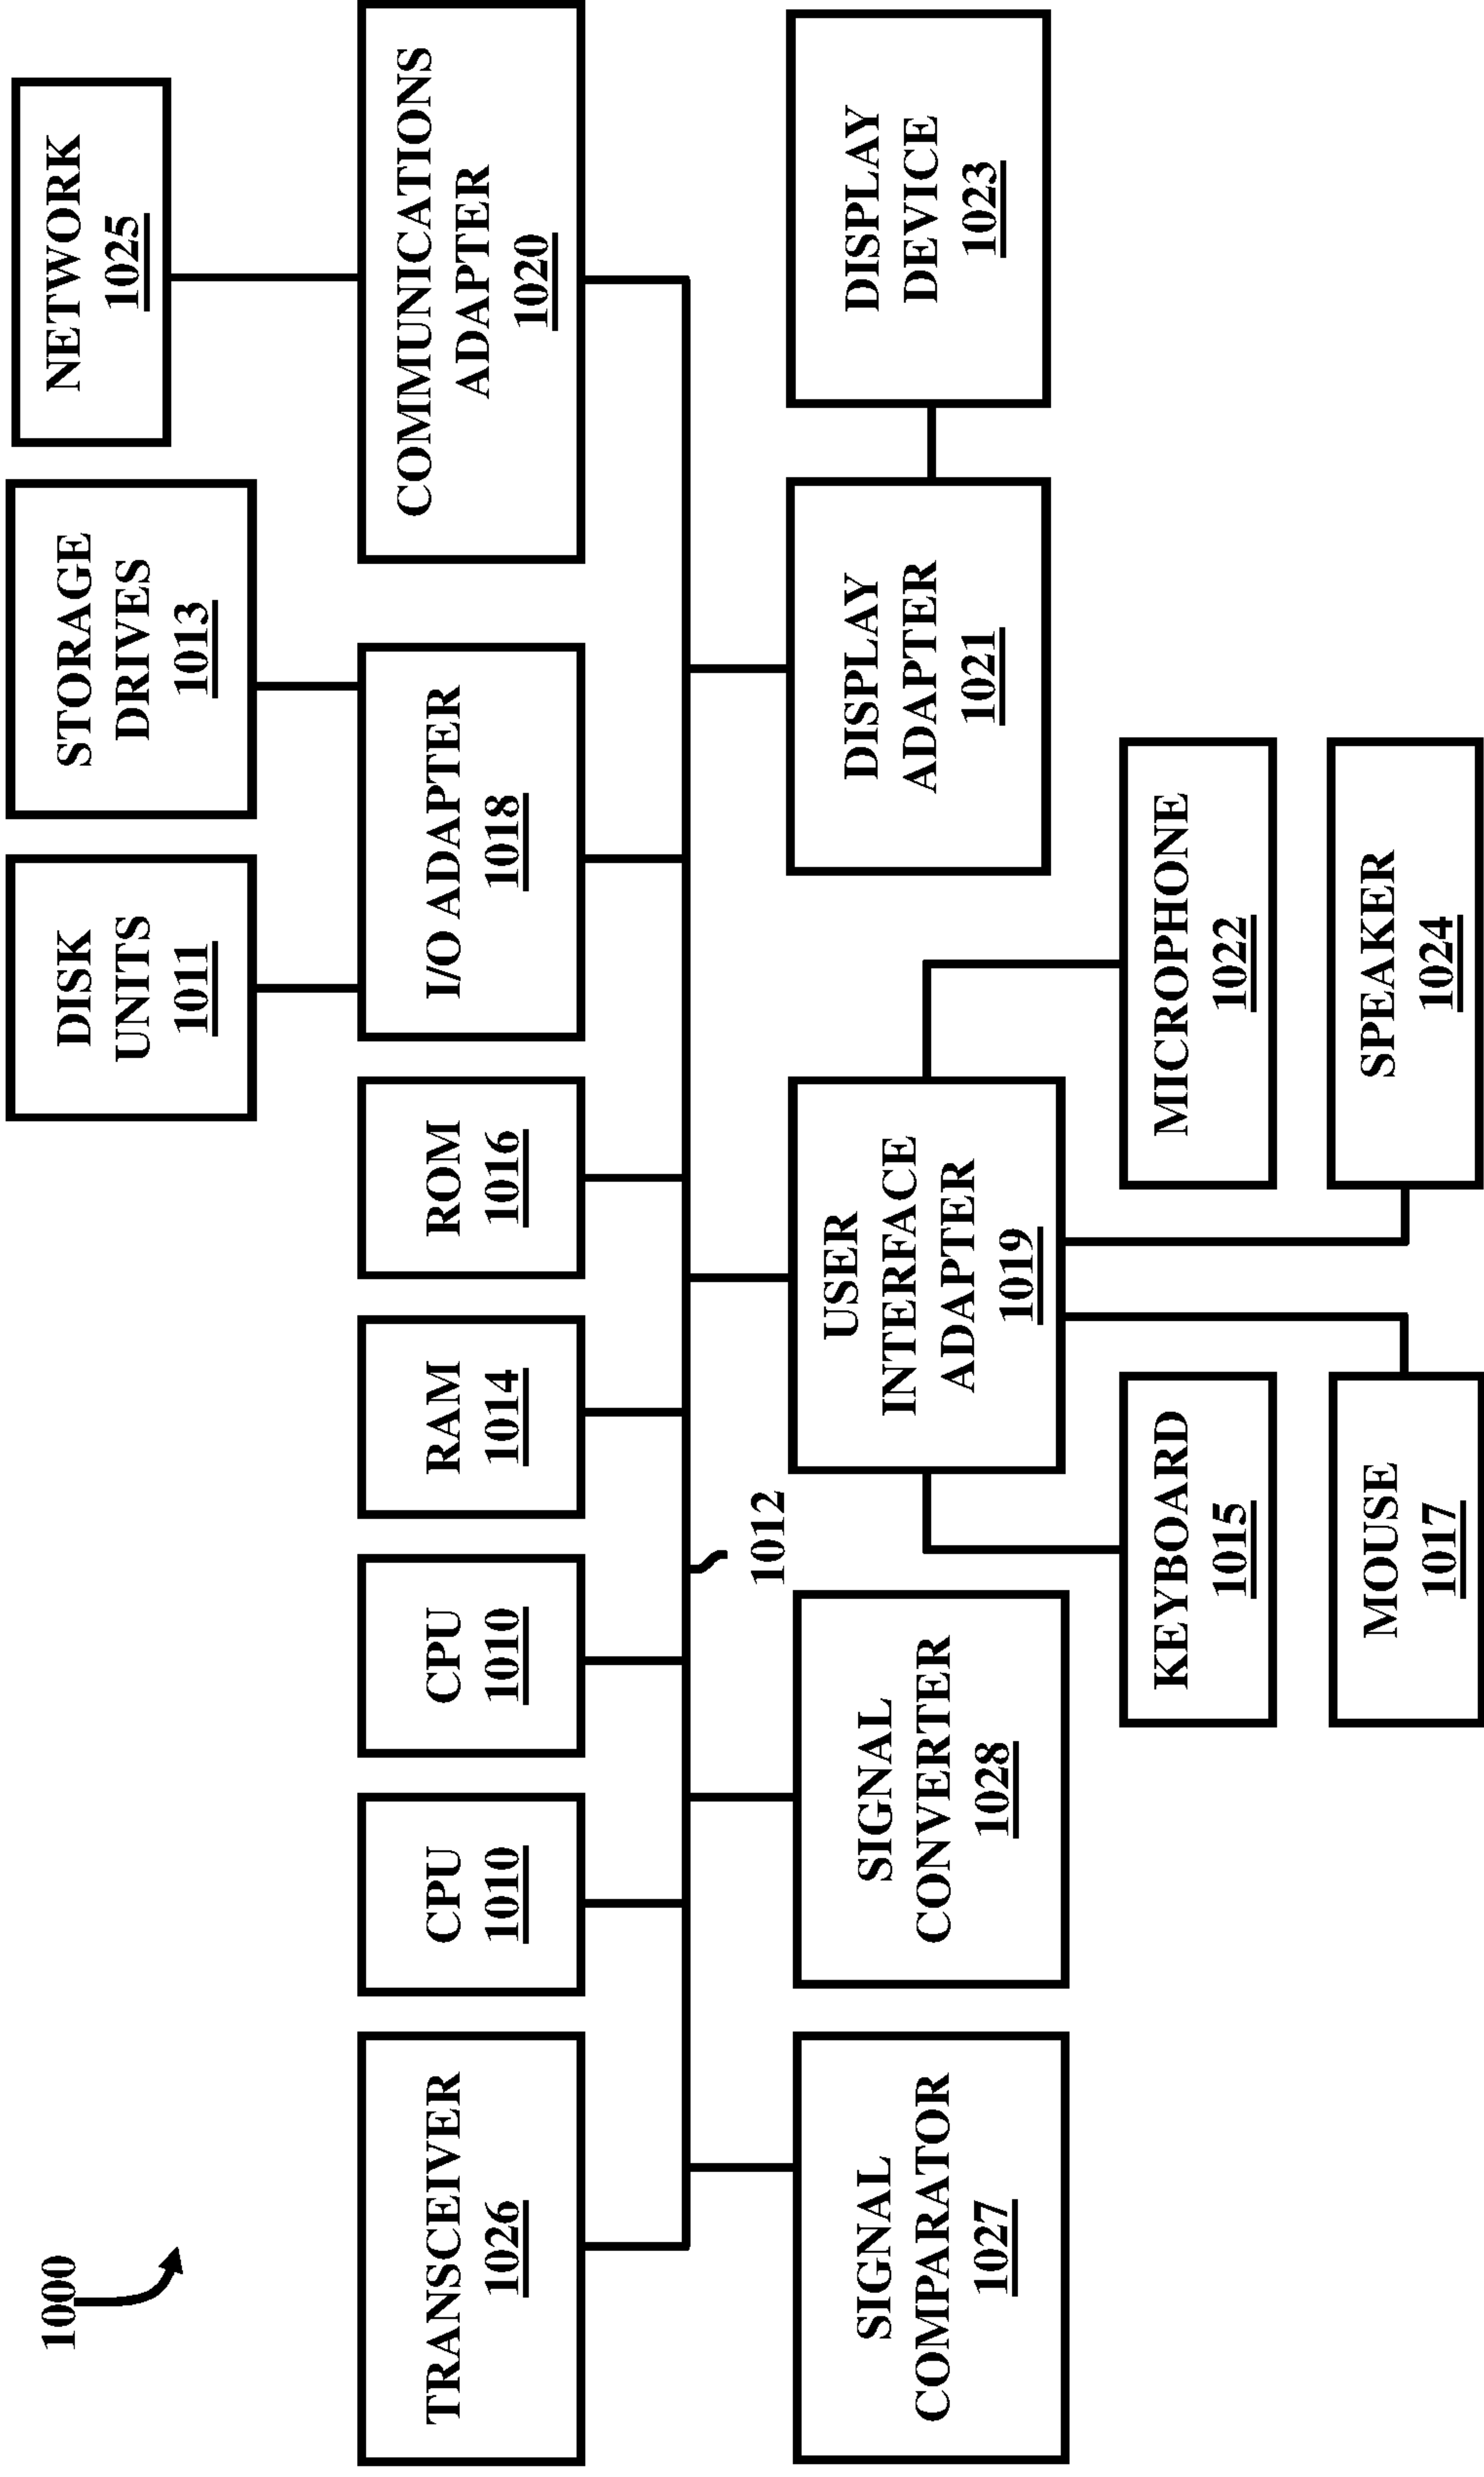 1000
DISK
UNITS
1011
STORAGE
DRIVES
1013
NETWORK
1025
TRANSCEIVER
1026
CPU
1010
CPU
1010
RAM
1014
ROM
1016
I/O ADAPTER
1018
COMMUNICATIONS
ADAPTER
1020
1012
SIGNAL
COMPARATOR
1027
SIGNAL
CONVERTER
1028
USER
INTERFACE
ADAPTER
1019
DISPLAY
ADAPTER
1021
DISPLAY
DEVICE
1023
KEYBOARD
1015
MICROPHONE
1022
MOUSE
1017
SPEAKER
1024